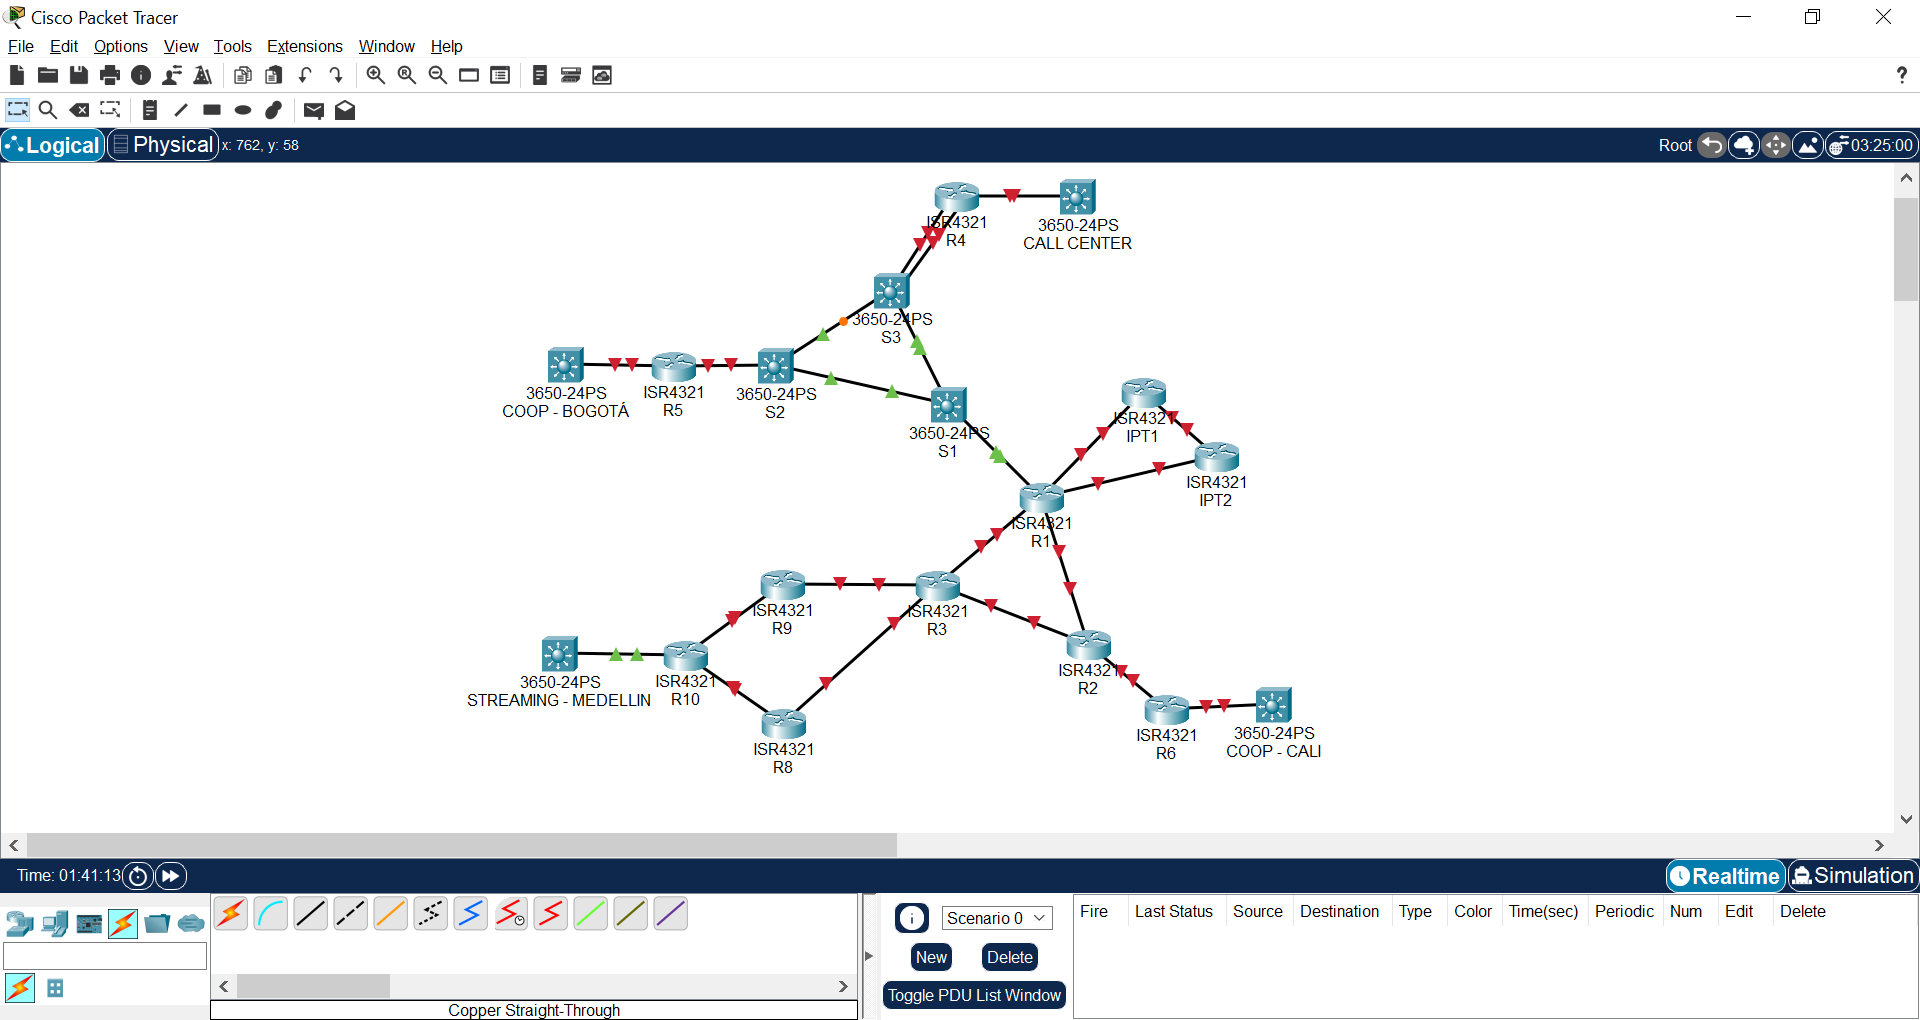 Cisco Packet Tracer
File Edit Options View Tools Extensions Window Help
?
Logical Physical x: 762, y: 58 Root 03:25:00
ISR4321
R4
3650-24PS
CALL CENTER
3650-24PS
S3
3650-24PS
COOP - BOGOTÁ
ISR4321
R5
3650-24PS
S2
3650-24PS
S1
ISR4321
IPT1
ISR4321
IPT2
ISR4321
R1
ISR4321
R9
ISR4321
R3
3650-24PS
STREAMING - MEDELLIN
ISR4321
R10
ISR4321
R2
ISR4321
R8
ISR4321
R6
3650-24PS
COOP - CALI
Time: 01:41:13 Realtime Simulation
Scenario 0
New Delete
Toggle PDU List Window
Fire Last Status Source Destination Type Color Time(sec) Periodic Num Edit Delete
Copper Straight-Through